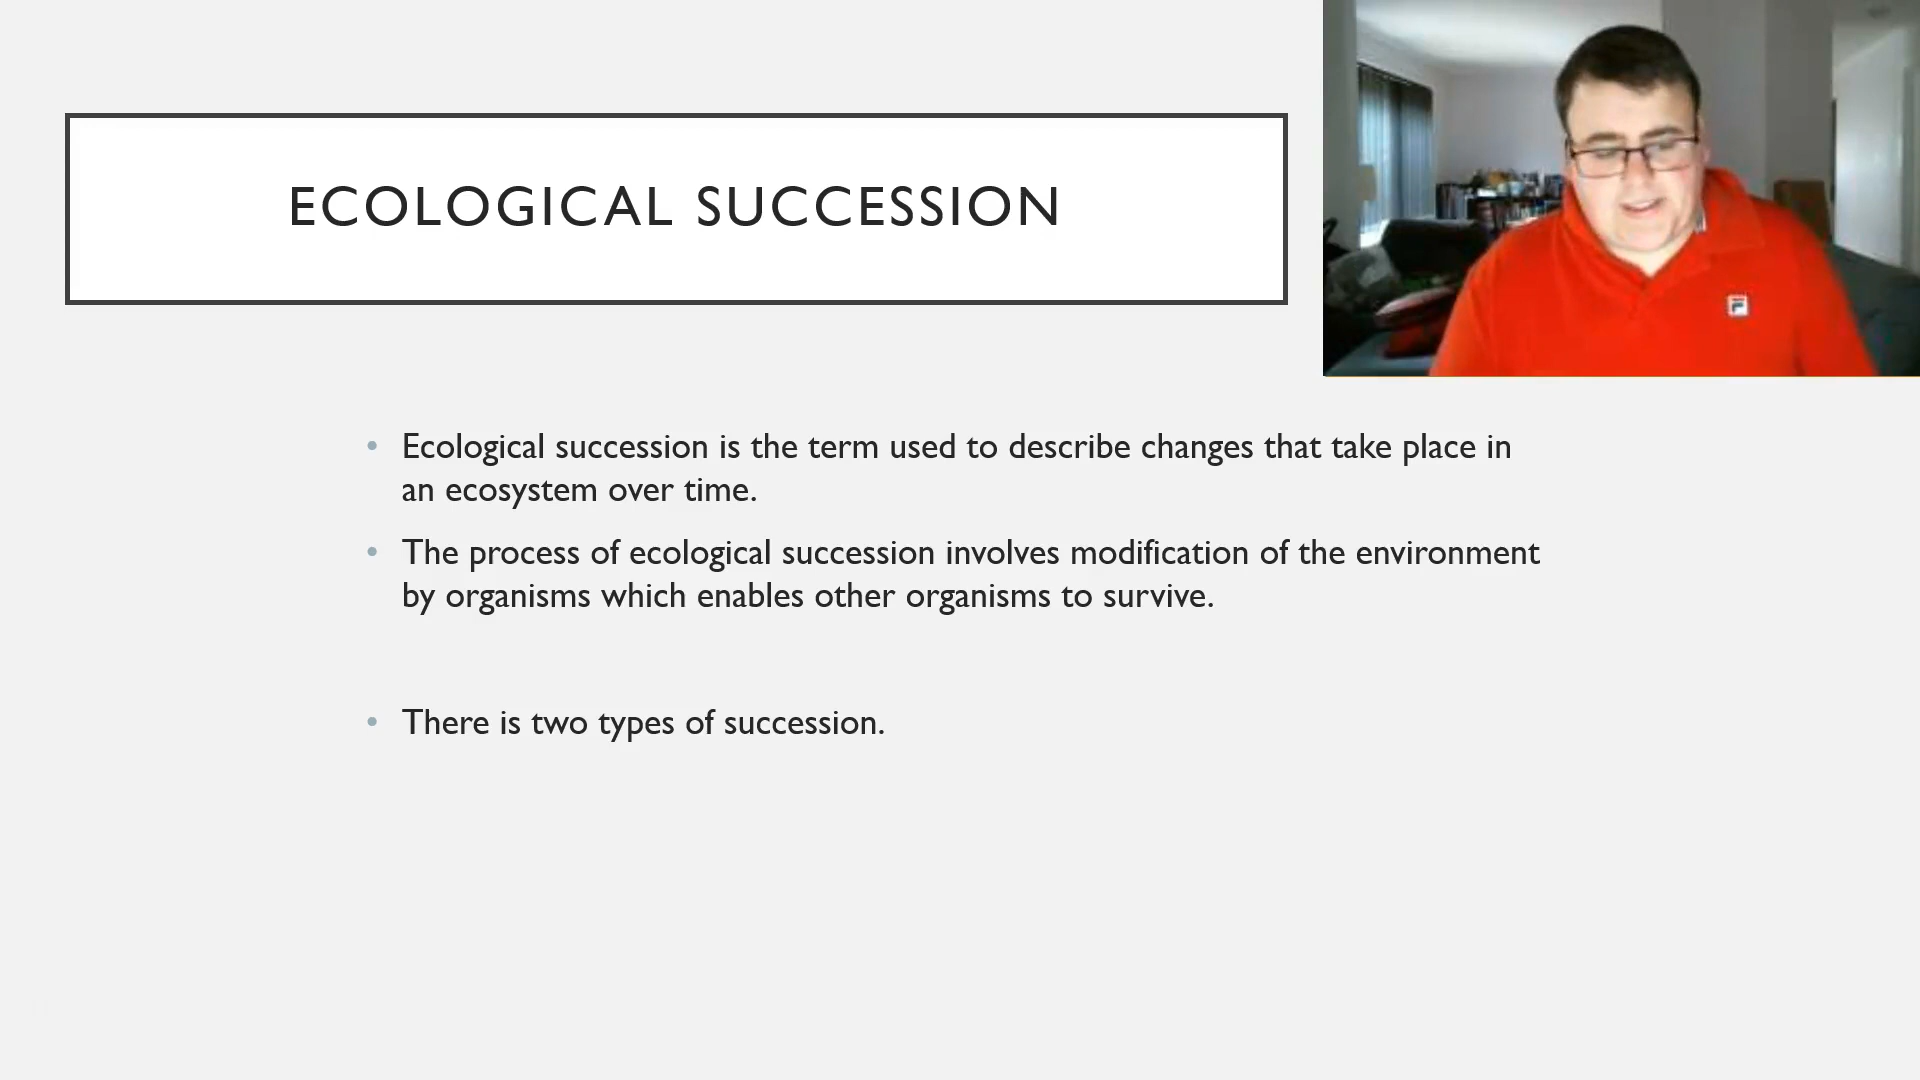 ECOLOGICAL SUCCESSION
• Ecological succession is the term used to describe changes that take place in
an ecosystem over time.
• The process of ecological succession involves modification of the environment
by organisms which enables other organisms to survive.
• There is two types of succession.